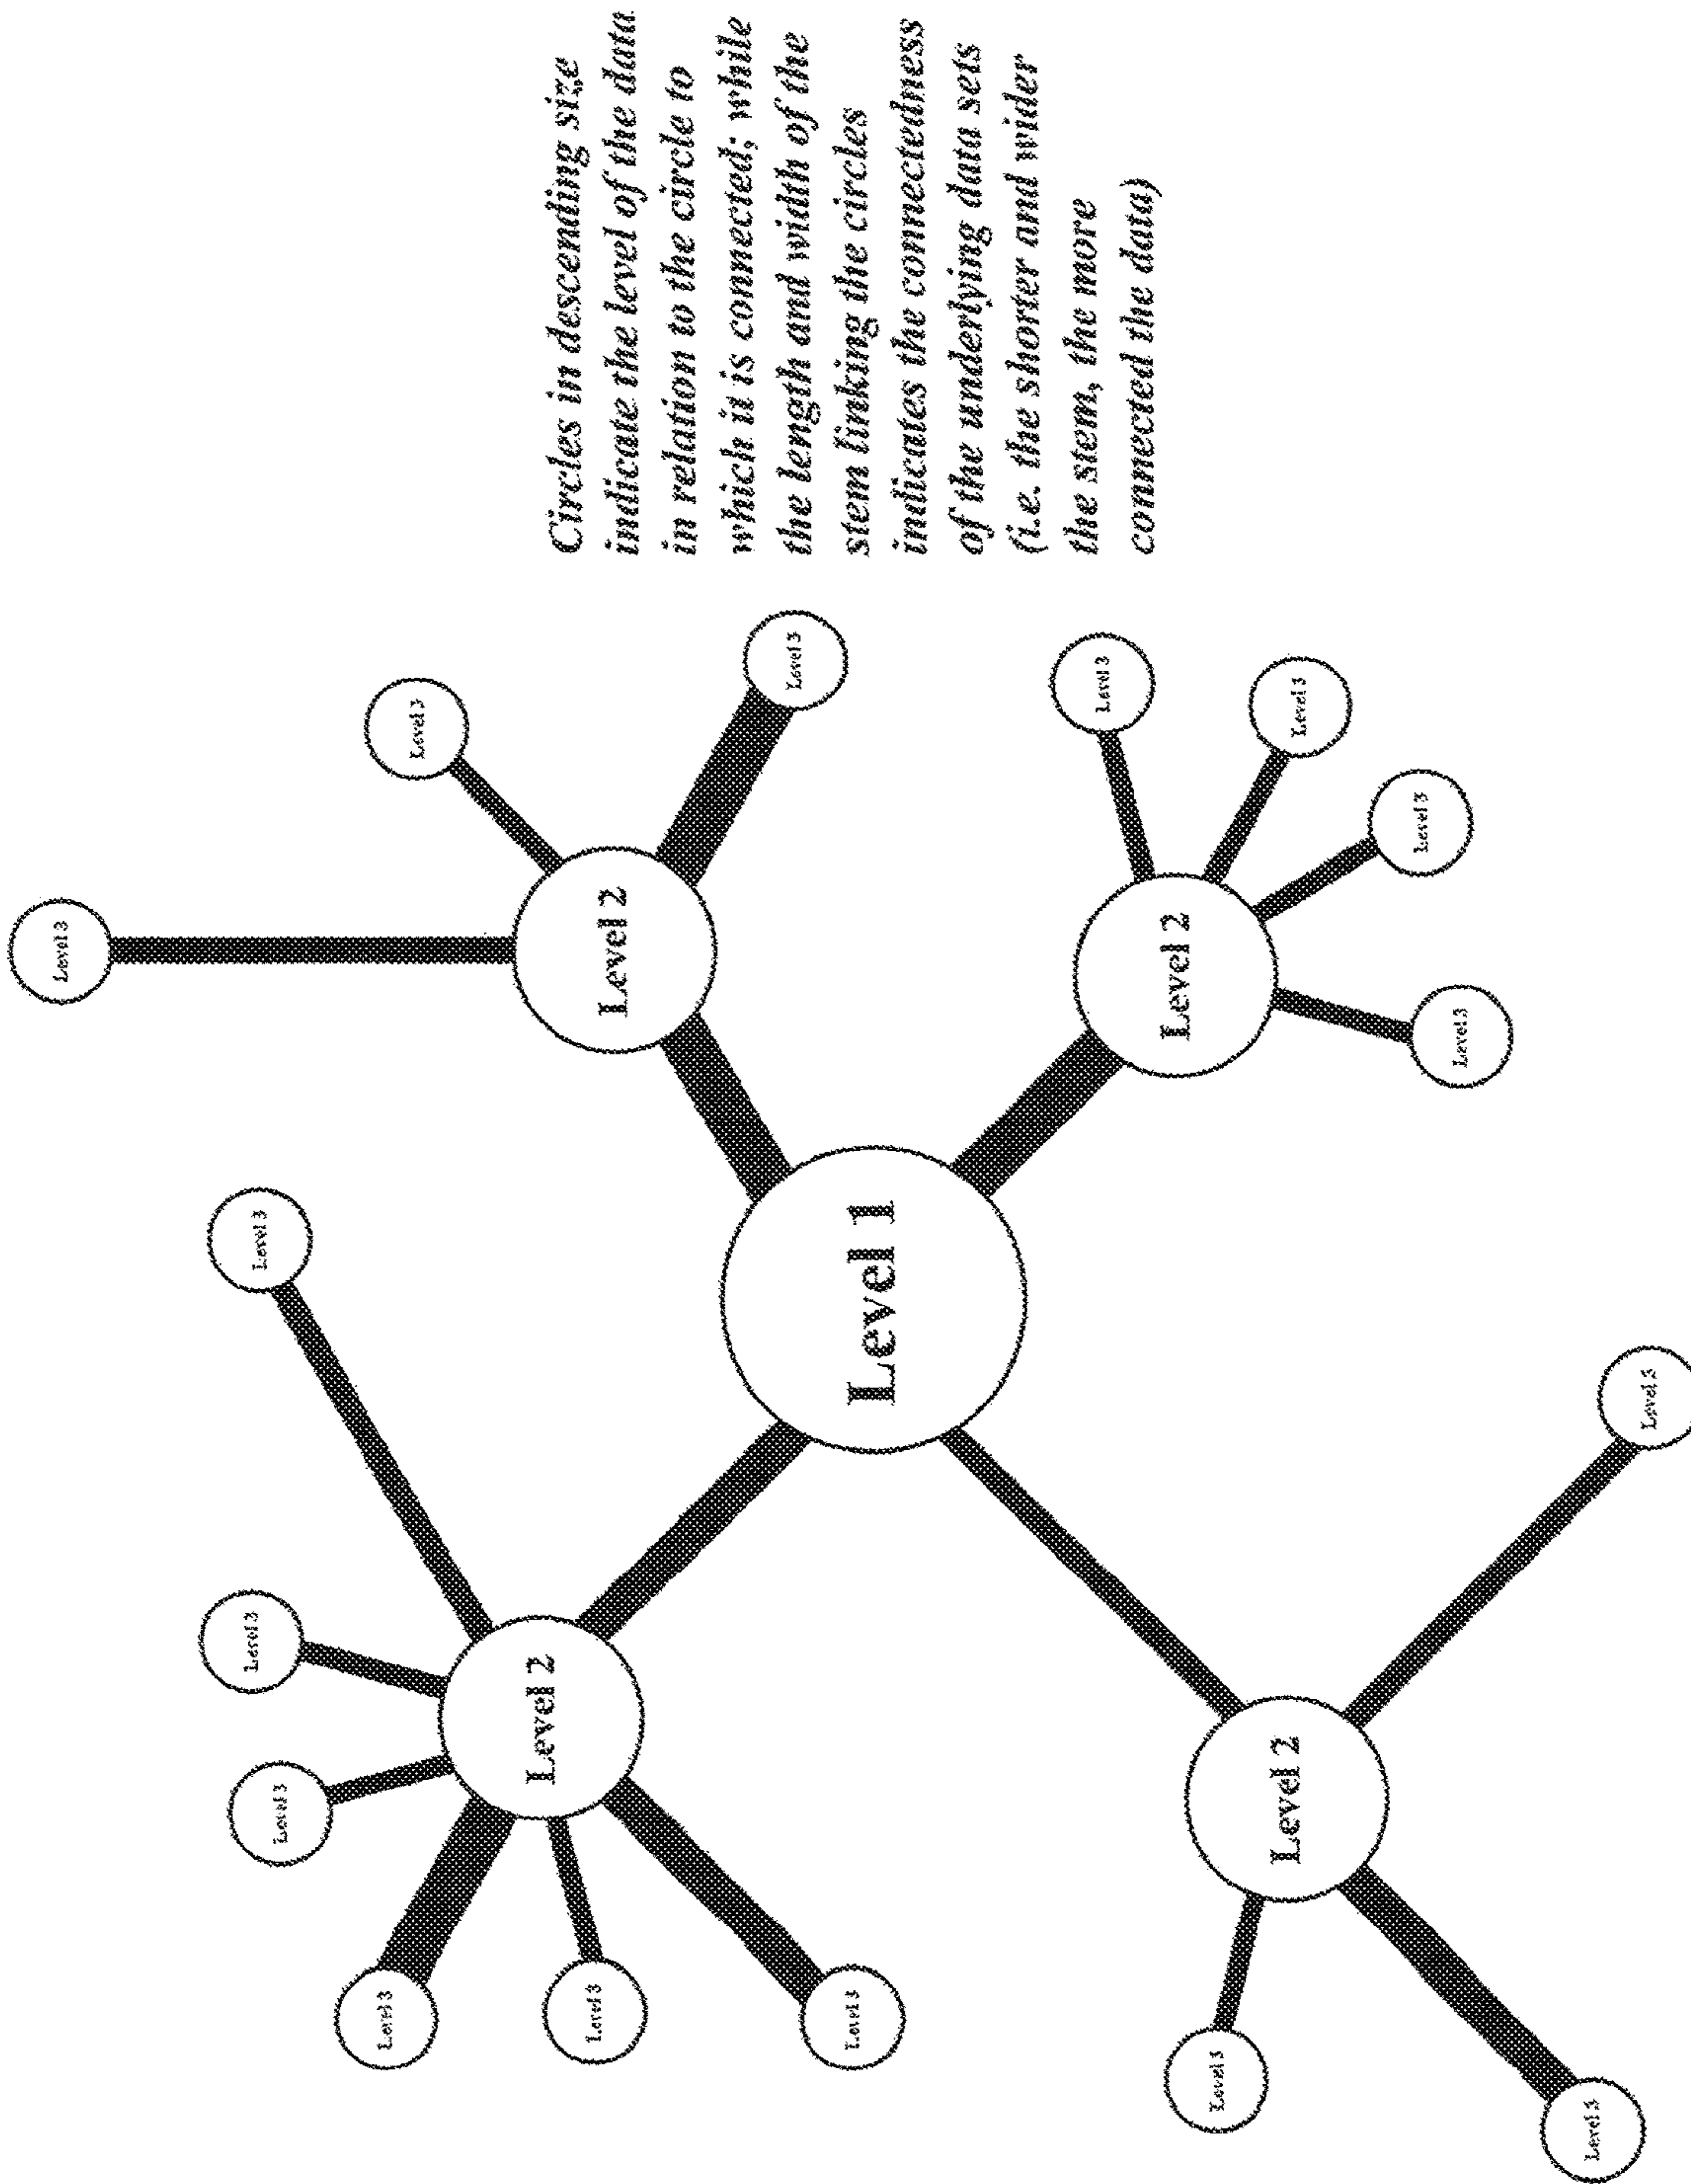 Level 3
Level 3
Level 3
Level 3
Level 3
Level 3
Level 2
Level 3
Level 2
Level 3
Level 3
Level 1
Level 3
Level 2
Level 3
Level 2
Level 3
Level 3
Level 3
Level 3
Level 3
Circles in descending size
indicate the level of the data
in relation to the circle to
which it is connected; while
the length and width of the
stem linking the circles
indicates the connectedness
of the underlying data sets
(i.e. the shorter and wider
the stem, the more
connected the data)